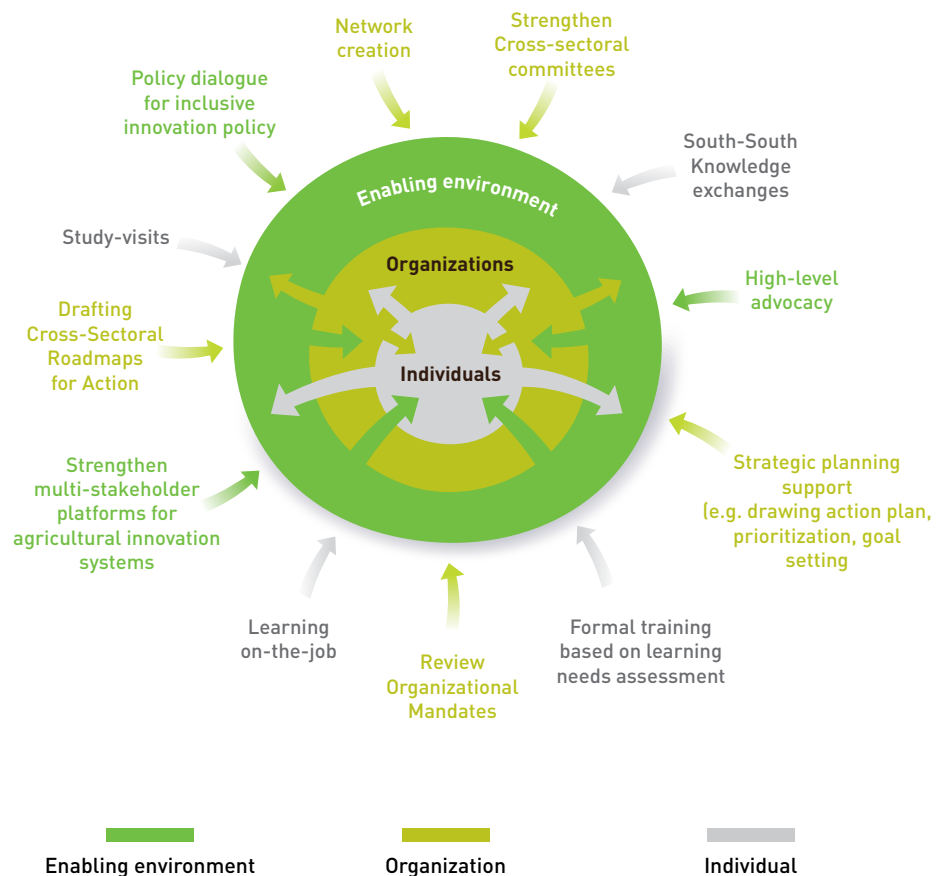 Network
creation
Strengthen
Cross-sectoral
committees
Policy dialogue
for inclusive
innovation policy
South-South
Knowledge
exchanges
Enabling environment
Study-visits
Organizations
High-level
advocacy
Drafting
Cross-Sectoral
Roadmaps
for Action
Individuals
Strengthen
multi-stakeholder
platforms for
agricultural innovation
systems
Strategic planning
support
(e.g. drawing action plan,
prioritization, goal
setting
Learning
on-the-job
Formal training
based on learning
needs assessment
Review
Organizational
Mandates
Enabling environment
Organization
Individual